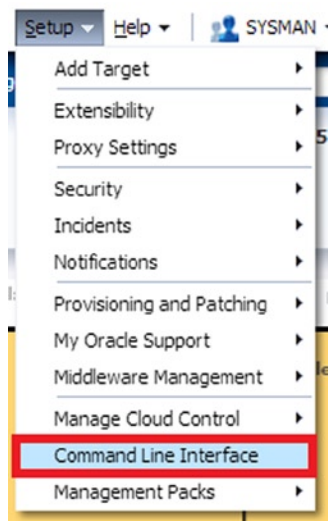 Setup Help SYSMAN
Add Target
Extensibility
Proxy Settings
Security
Incidents
Notifications
Provisioning and Patching
My Oracle Support
Middleware Management
Manage Cloud Control
Command Line Interface
Management Packs